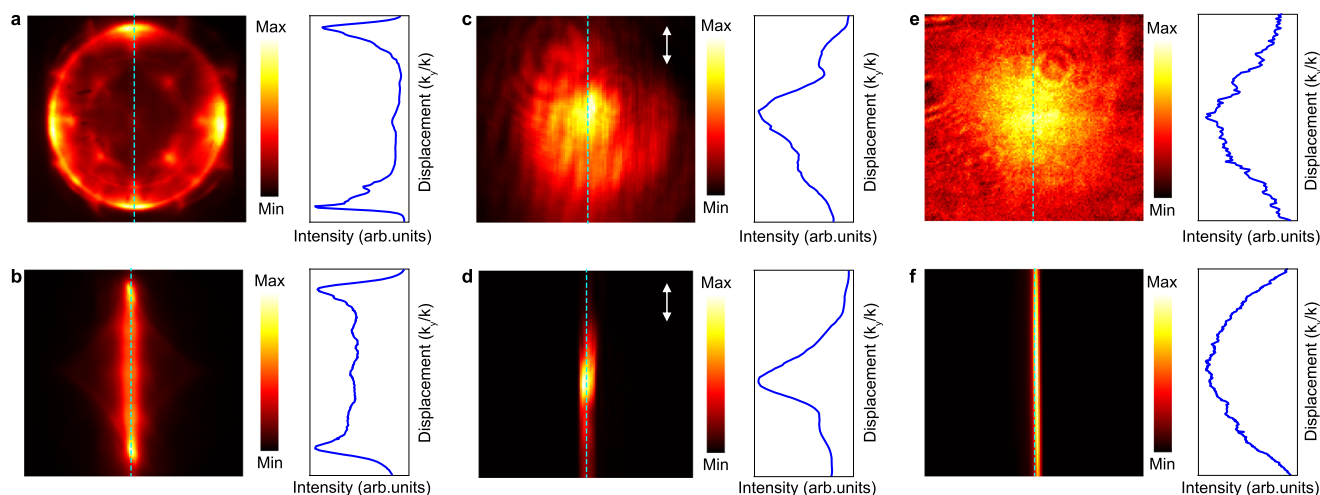 a
Max
Min
Displacement (ky/k)
Intensity (arb.units)
c
Max
Min
Displacement (ky/k)
Intensity (arb.units)
e
Max
Min
Displacement (ky/k)
Intensity (arb.units)
b
Max
Min
Displacement (ky/k)
Intensity (arb.units)
d
Max
Min
Displacement (ky/k)
Intensity (arb.units)
f
Max
Min
Displacement (ky/k)
Intensity (arb.units)